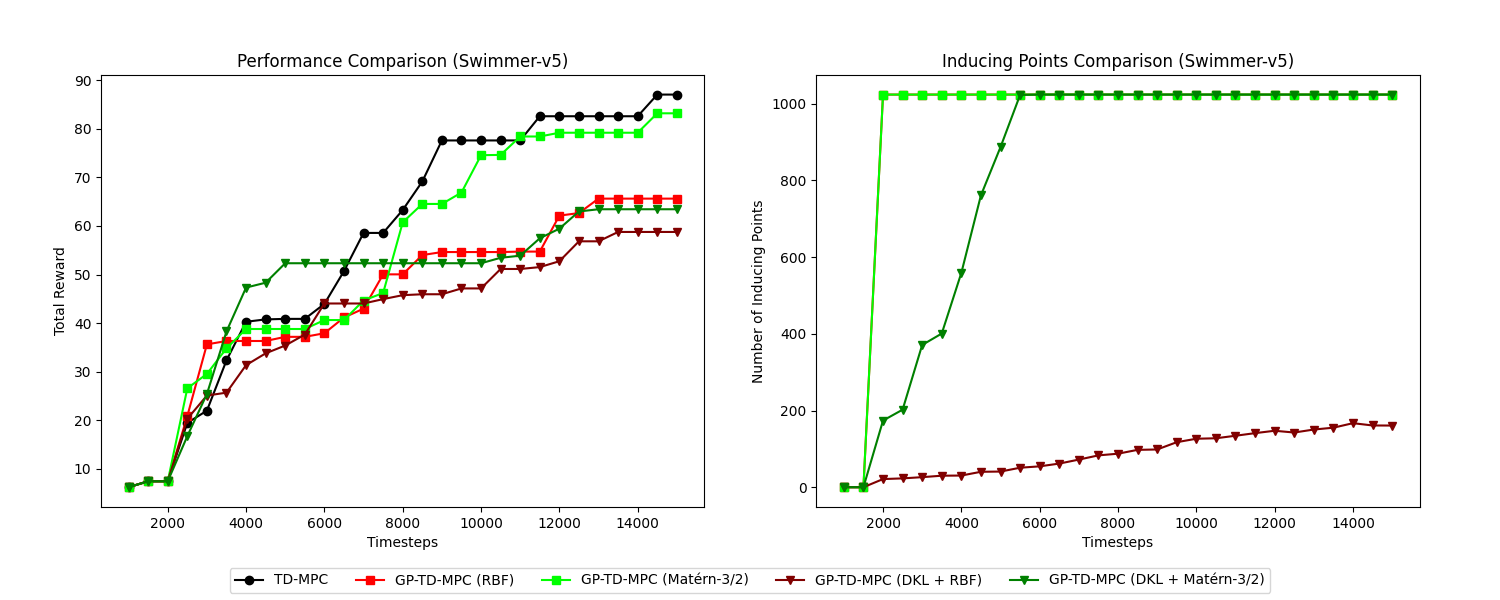 Performance Comparison (Swimmer-v5)
90
80
70
60
50
40
30
20
10
Total Reward
2000 4000 6000 8000 10000 12000 14000
Timesteps
Inducing Points Comparison (Swimmer-v5)
1000
800
600
400
200
0
Number of Inducing Points
2000 4000 6000 8000 10000 12000 14000
Timesteps
TD-MPC GP-TD-MPC (RBF) GP-TD-MPC (Matérn-3/2) GP-TD-MPC (DKL + RBF) GP-TD-MPC (DKL + Matérn-3/2)